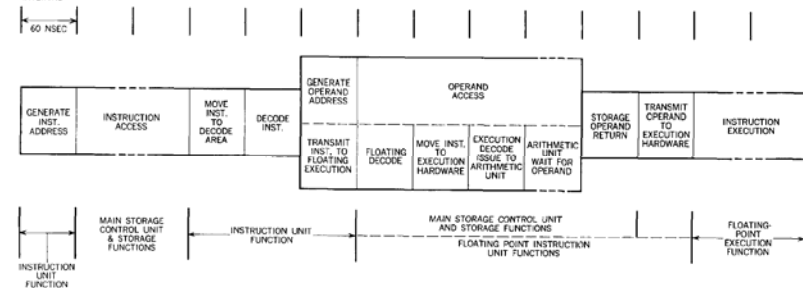 60 NSEC
GENERATE
INST.
ADDRESS
INSTRUCTION
ACCESS
MOVE
INST.
TO
DECODE
AREA
DECODE
INST.
GENERATE
OPERAND
ADDRESS
OPERAND
ACCESS
TRANSMIT
INST. TO
FLOATING
EXECUTION
FLOATING
DECODE
MOVE INST.
TO
EXECUTION
HARDWARE
EXECUTION
DECODE
ISSUE TO
ARITHMETIC
UNIT
ARITHMETIC
UNIT
WAIT FOR
OPERAND
STORAGE
OPERAND
RETURN
TRANSMIT
OPERAND
TO
EXECUTION
HARDWARE
INSTRUCTION
EXECUTION
INSTRUCTION
UNIT
FUNCTION
MAIN STORAGE
CONTROL UNIT
& STORAGE
FUNCTIONS
INSTRUCTION UNIT
FUNCTION
MAIN STORAGE CONTROL UNIT
AND STORAGE FUNCTIONS
FLOATING POINT INSTRUCTION
UNIT FUNCTIONS
FLOATING-
POINT
EXECUTION
FUNCTION